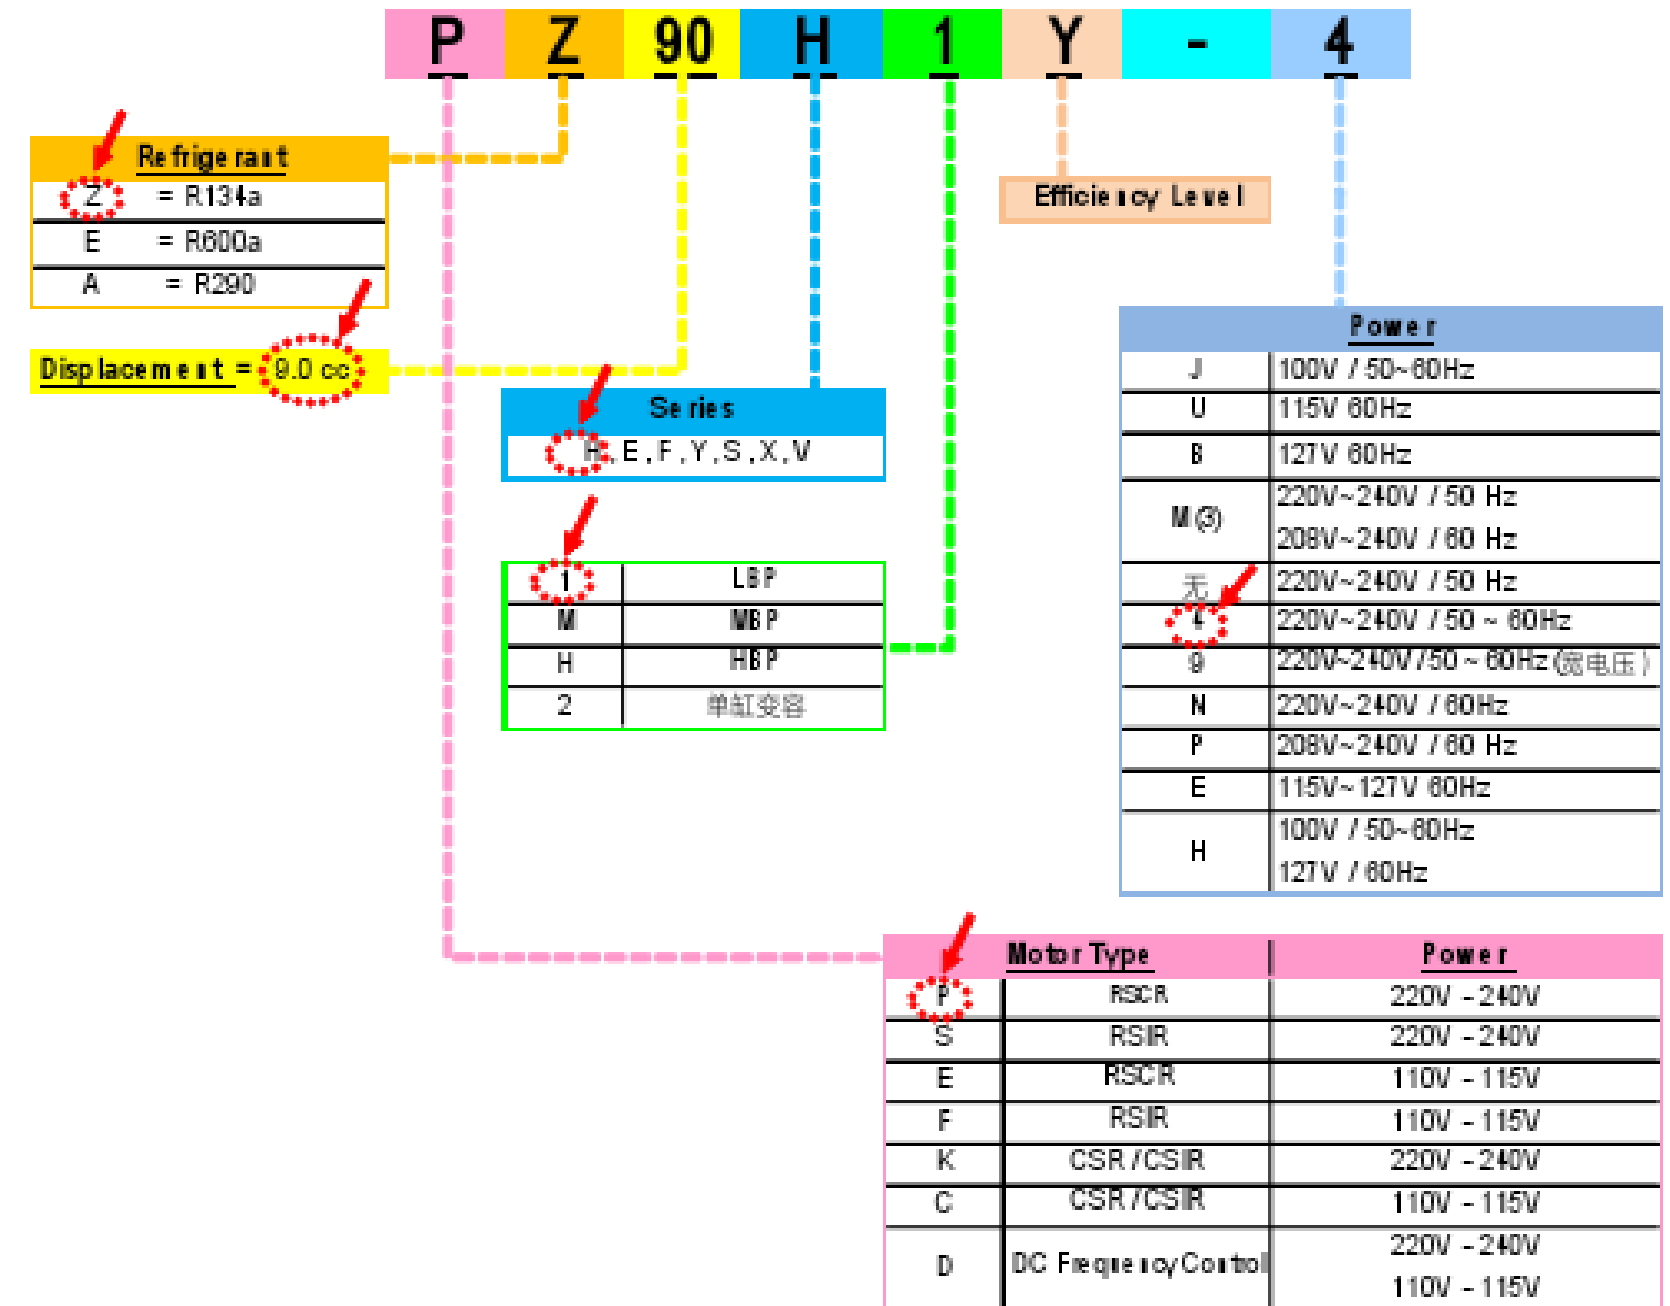 P Z 90 H 1 Y - 4
Refrigerant
Z = R134a
E = R600a
A = R290
Efficiency Level
Displacement = 9.0 cc
Series
H , E , F , Y , S , X , V
1 LBP
M MBP
H HBP
2 单缸变容
Power
J 100V / 50~60Hz
U 115V 60Hz
B 127V 60Hz
M(3) 220V~240V / 50 Hz
208V~240V / 60 Hz
无 220V~240V / 50 Hz
4 220V~240V / 50 ~ 60Hz
9 220V~240V /50 ~ 60Hz (宽电压)
N 220V~240V / 60Hz
P 208V~240V / 60 Hz
E 115V~127V 60Hz
H 100V / 50~60Hz
127V / 60Hz
Motor Type Power
P RSCR 220V - 240V
S RSIR 220V - 240V
E RSCR 110V - 115V
F RSIR 110V - 115V
K CSR / CSIR 220V - 240V
C CSR / CSIR 110V - 115V
D DC Frequency Control 220V - 240V
110V - 115V